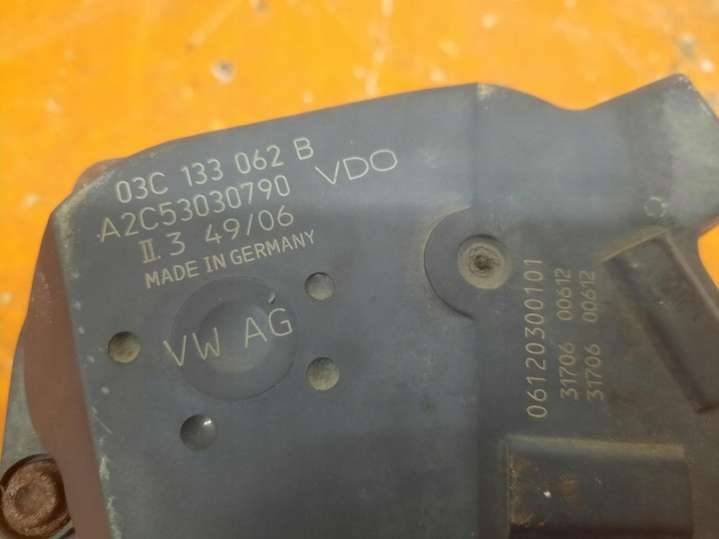 03C 133 062 B
VDO
A2C53030790
II.3 49/06
MADE IN GERMANY
VW AG
06120300101
31706 00612
31706 00612